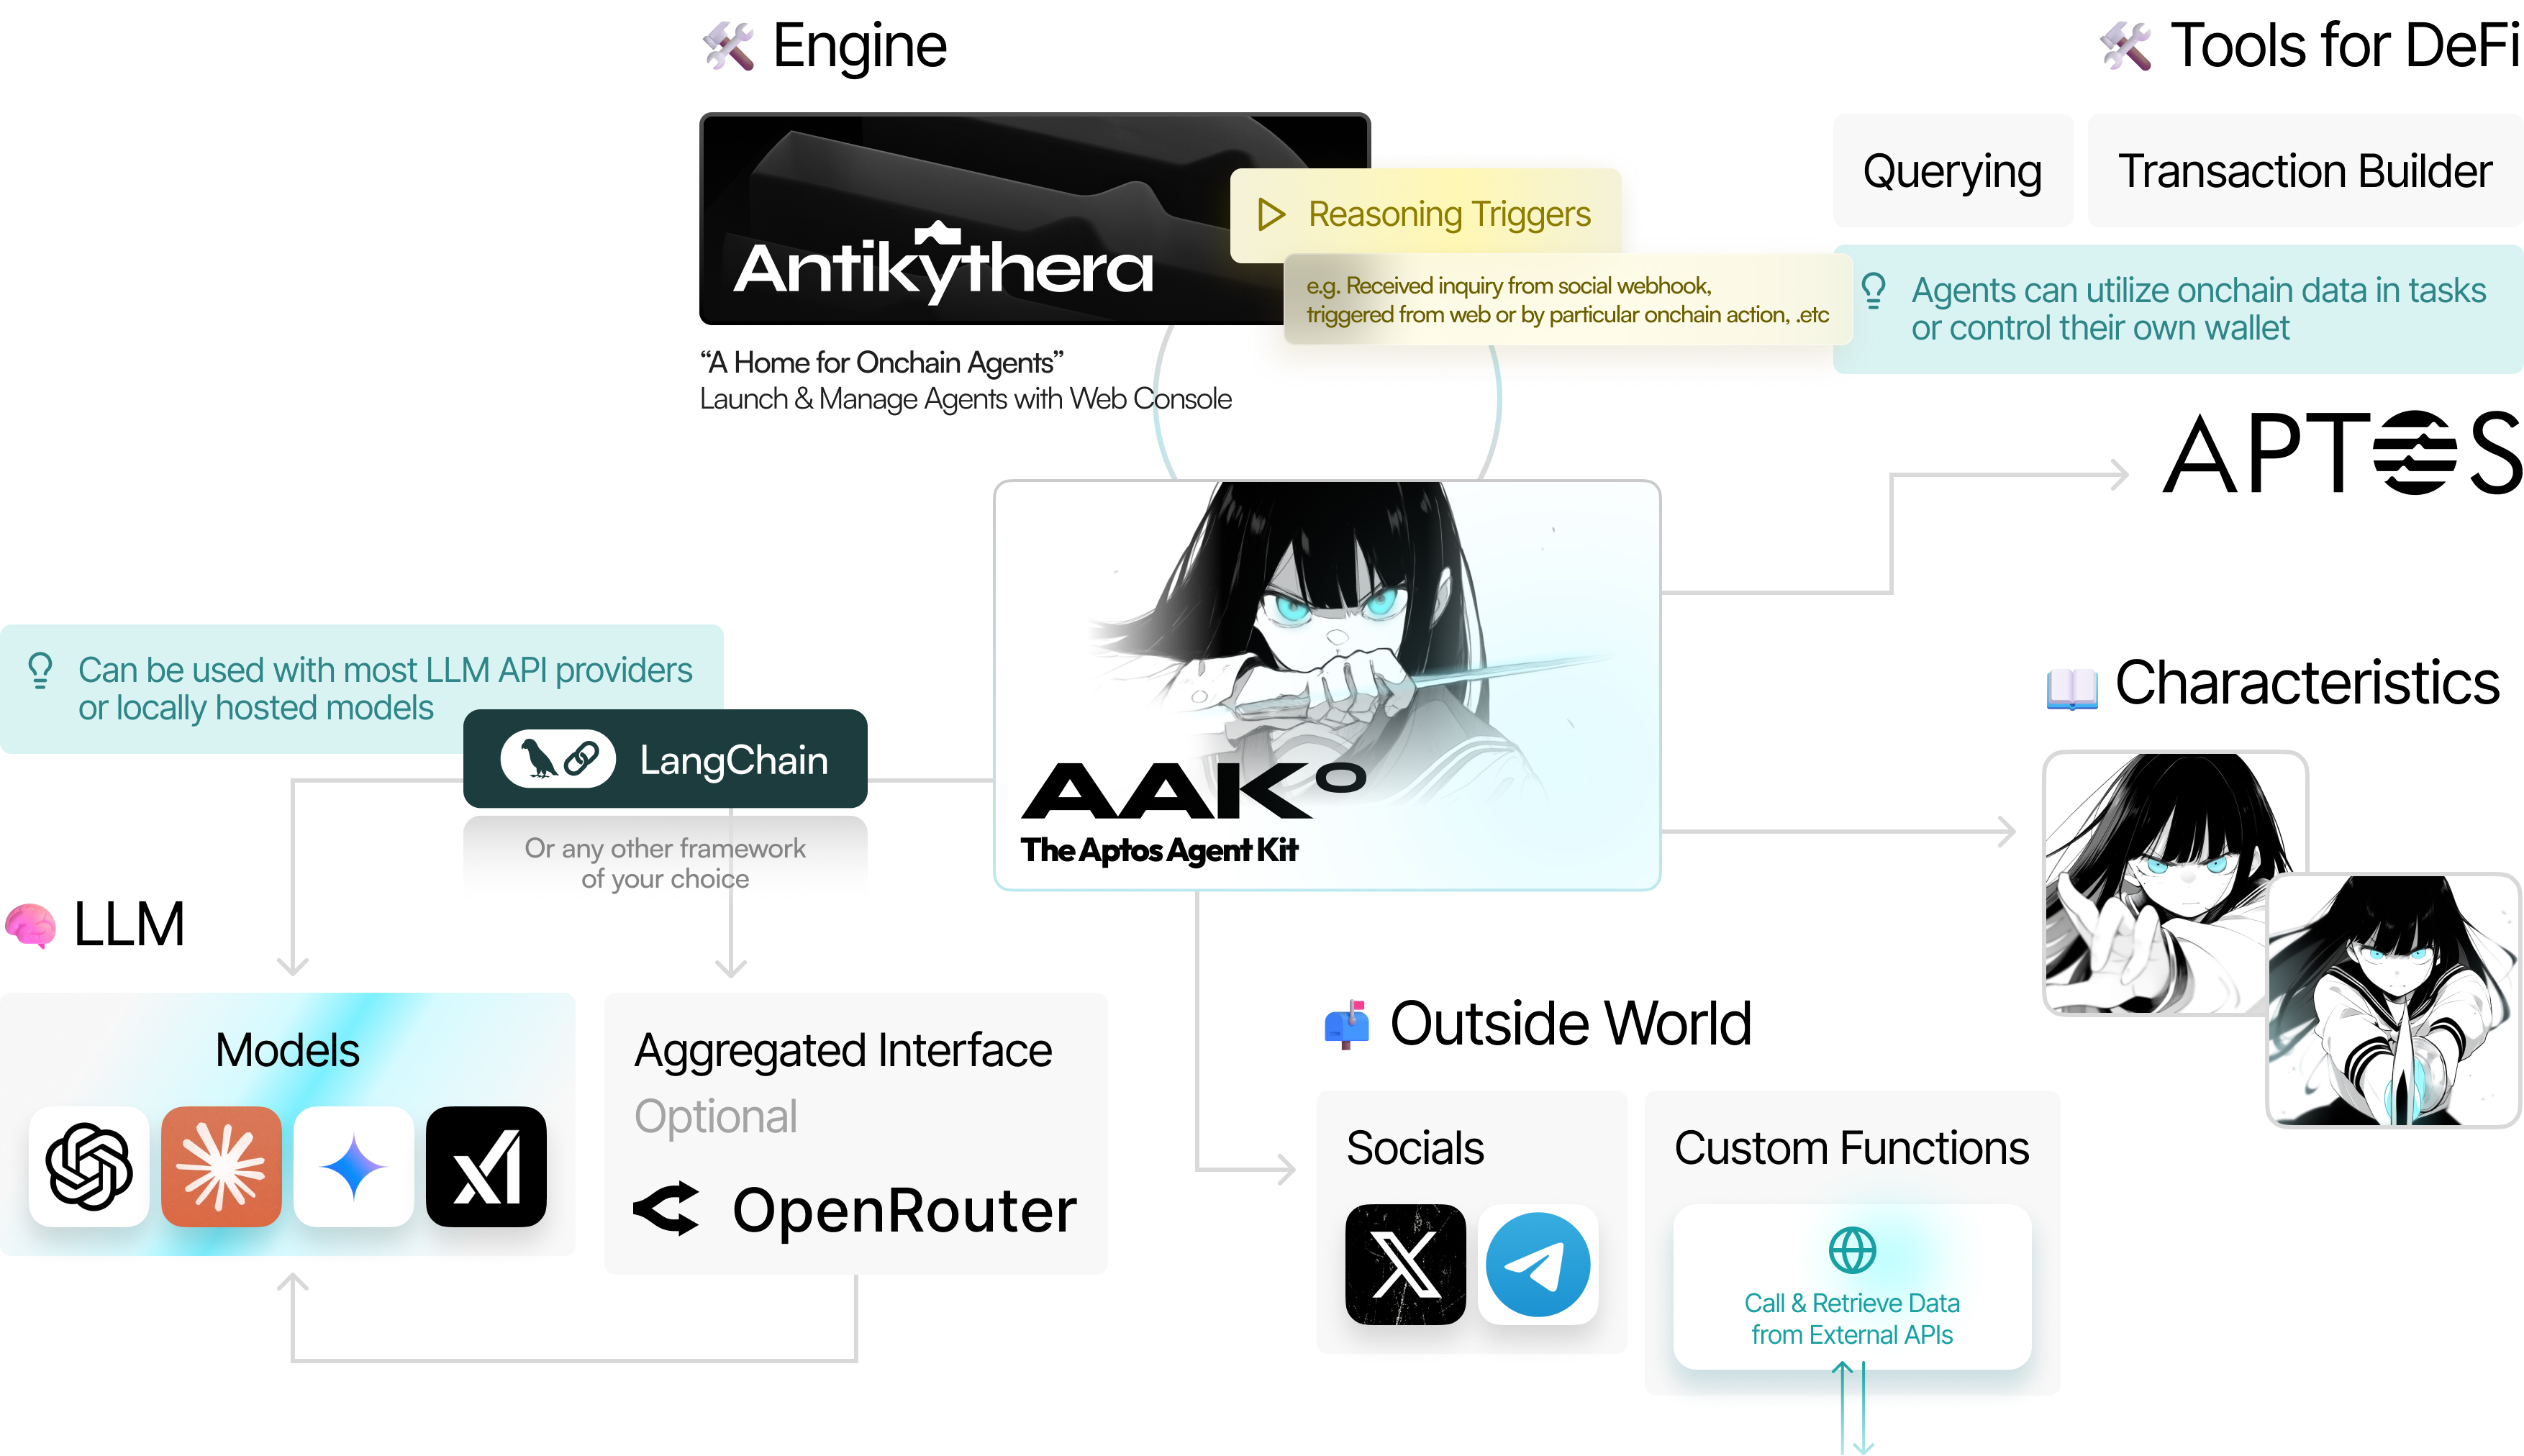 Engine
Antikythera
Reasoning Triggers
e.g. Received inquiry from social webhook,
triggered from web or by particular onchain action, .etc
“A Home for Onchain Agents”
Launch & Manage Agents with Web Console
Tools for DeFi
Querying
Transaction Builder
Agents can utilize onchain data in tasks
or control their own wallet
APTOS
AAK
The Aptos Agent Kit
Can be used with most LLM API providers
or locally hosted models
LangChain
Or any other framework
of your choice
LLM
Models
Aggregated Interface
Optional
OpenRouter
Characteristics
Outside World
Socials
Custom Functions
Call & Retrieve Data
from External APIs